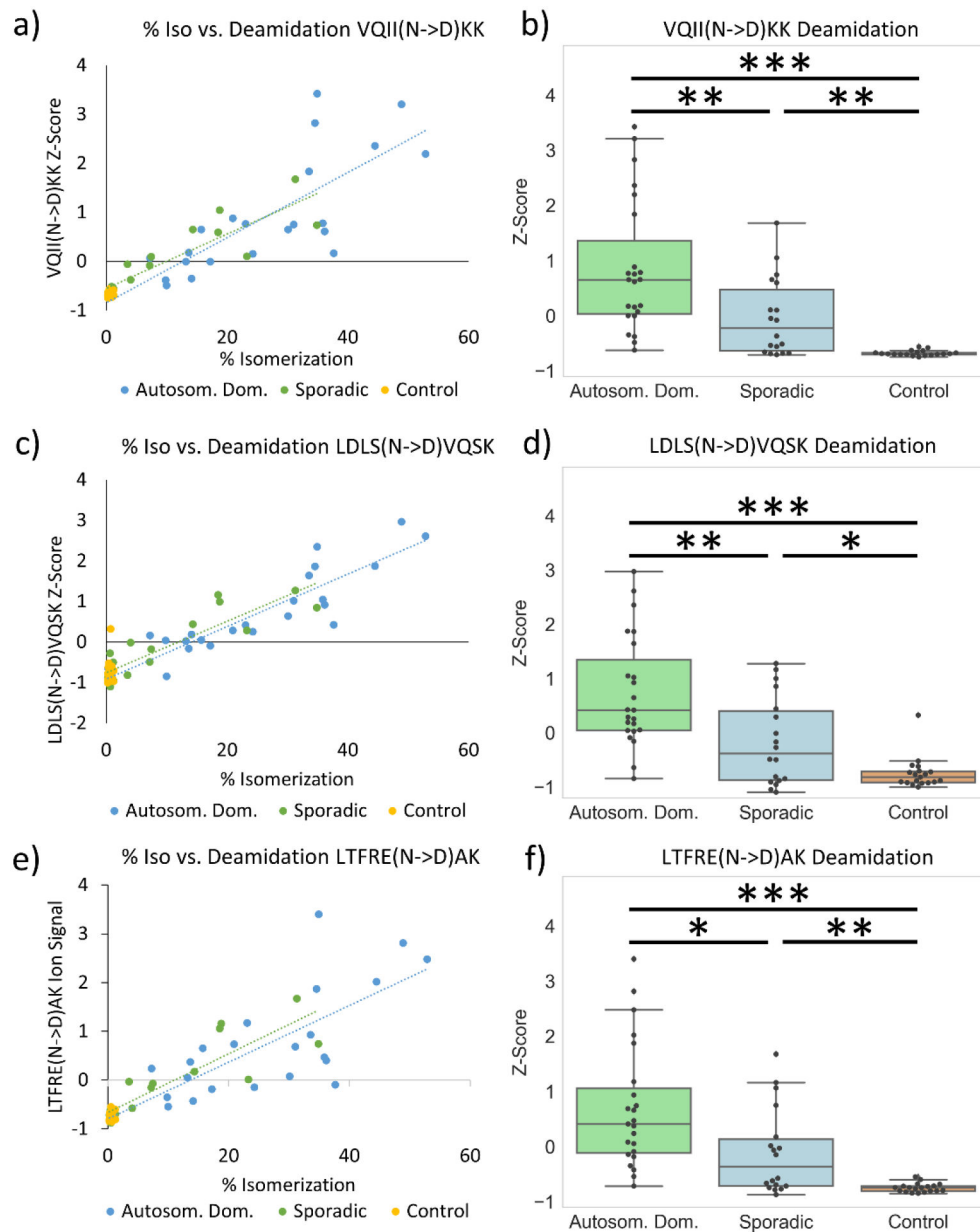 a)
% Iso vs. Deamidation VQII(N->D)KK
VQII(N->D)KK Z-Score
4
3
2
1
0
-1
0 20 40 60
% Isomerization
Autosom. Dom. Sporadic Control
b)
VQII(N->D)KK Deamidation
***
** **
Z-Score
4
3
2
1
0
−1
Autosom. Dom. Sporadic Control
c)
% Iso vs. Deamidation LDLS(N->D)VQSK
LDLS(N->D)VQSK Z-Score
4
3
2
1
0
-1
-2
0 20 40 60
% Isomerization
Autosom. Dom. Sporadic Control
d)
LDLS(N->D)VQSK Deamidation
***
** *
Z-Score
4
3
2
1
0
−1
Autosom. Dom. Sporadic Control
e)
% Iso vs. Deamidation LTFRE(N->D)AK
LTFRE(N->D)AK Ion Signal
4
3
2
1
0
-1
0 20 40 60
% Isomerization
Autosom. Dom. Sporadic Control
f)
LTFRE(N->D)AK Deamidation
***
* **
Z-Score
4
3
2
1
0
−1
Autosom. Dom. Sporadic Control